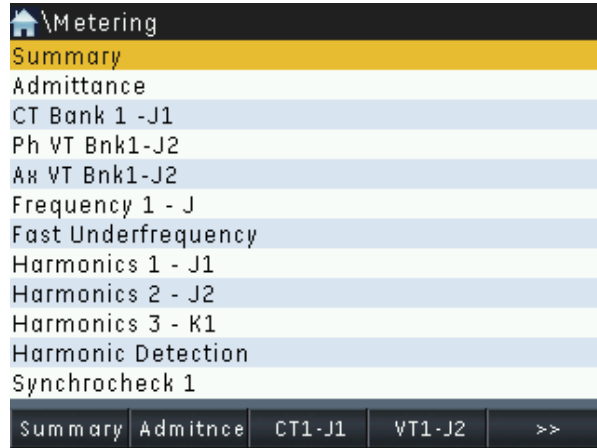 \Metering
Summary
Admittance
CT Bank 1 -J1
Ph VT Bnk1-J2
Ax VT Bnk1-J2
Frequency 1 - J
Fast Underfrequency
Harmonics 1 - J1
Harmonics 2 - J2
Harmonics 3 - K1
Harmonic Detection
Synchrocheck 1
Summary Admitnce CT1-J1 VT1-J2 >>